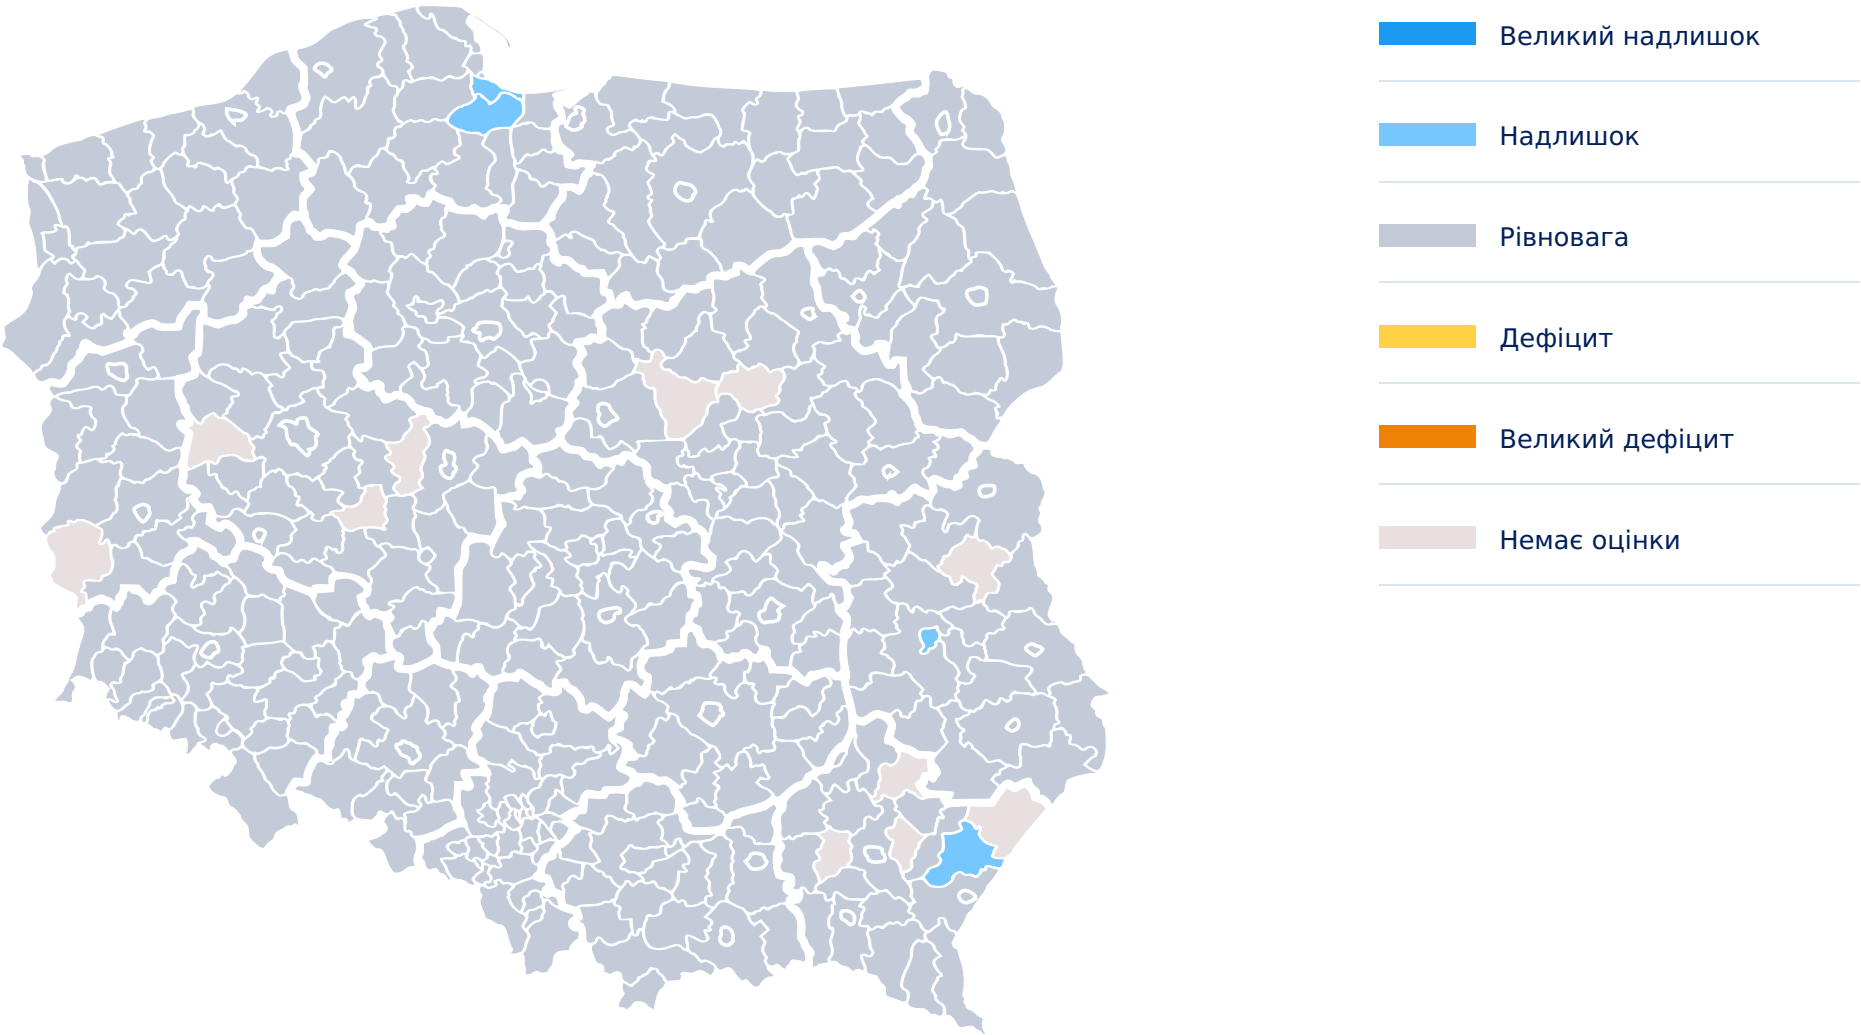 Великий надлишок
Надлишок
Рівновага
Дефіцит
Великий дефіцит
Немає оцінки